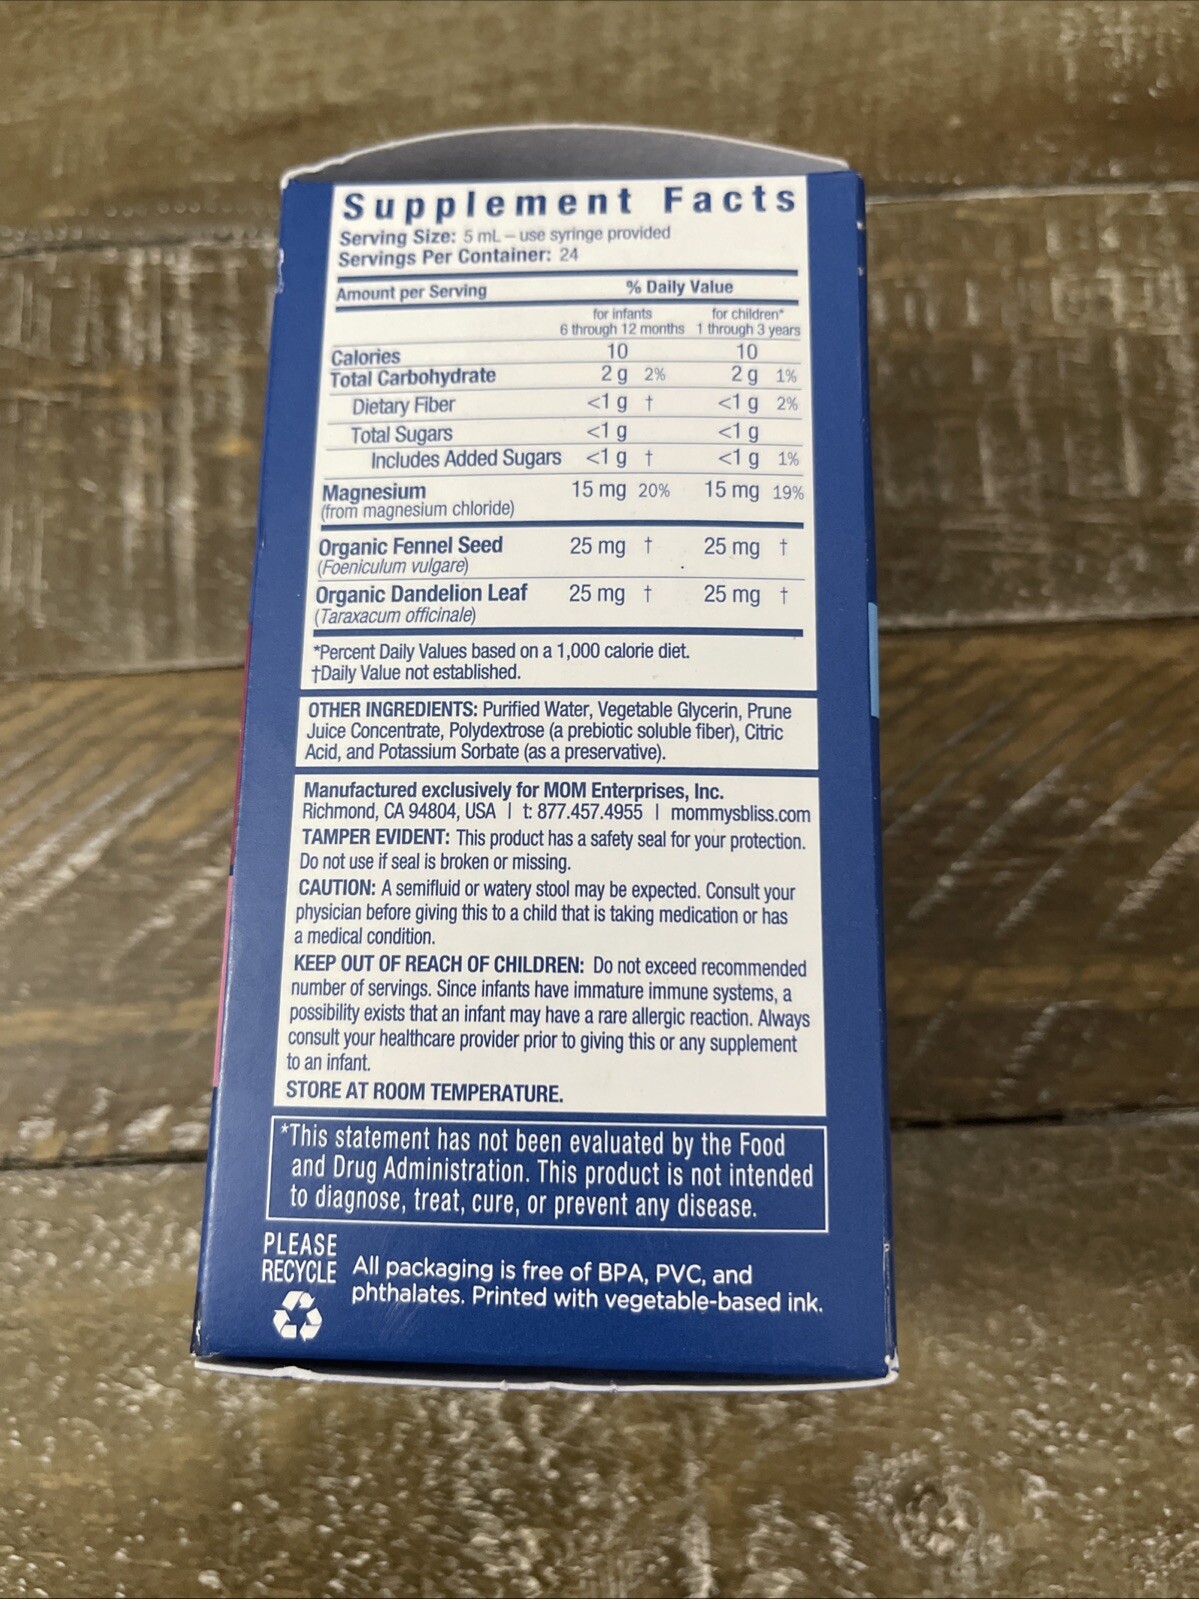 Supplement Facts
Serving Size: 5 mL – use syringe provided
Servings Per Container: 24
Amount per Serving % Daily Value
for infants for children*
6 through 12 months 1 through 3 years
Calories 10 10
Total Carbohydrate 2 g 2% 2 g 1%
Dietary Fiber <1 g † <1 g 2%
Total Sugars <1 g <1 g
Includes Added Sugars <1 g † <1 g 1%
Magnesium 15 mg 20% 15 mg 19%
(from magnesium chloride)
Organic Fennel Seed 25 mg † 25 mg †
(Foeniculum vulgare)
Organic Dandelion Leaf 25 mg † 25 mg †
(Taraxacum officinale)
*Percent Daily Values based on a 1,000 calorie diet.
†Daily Value not established.
OTHER INGREDIENTS: Purified Water, Vegetable Glycerin, Prune
Juice Concentrate, Polydextrose (a prebiotic soluble fiber), Citric
Acid, and Potassium Sorbate (as a preservative).
Manufactured exclusively for MOM Enterprises, Inc.
Richmond, CA 94804, USA | t: 877.457.4955 | mommysbliss.com
TAMPER EVIDENT: This product has a safety seal for your protection.
Do not use if seal is broken or missing.
CAUTION: A semifluid or watery stool may be expected. Consult your
physician before giving this to a child that is taking medication or has
a medical condition.
KEEP OUT OF REACH OF CHILDREN: Do not exceed recommended
number of servings. Since infants have immature immune systems, a
possibility exists that an infant may have a rare allergic reaction. Always
consult your healthcare provider prior to giving this or any supplement
to an infant.
STORE AT ROOM TEMPERATURE.
*This statement has not been evaluated by the Food
and Drug Administration. This product is not intended
to diagnose, treat, cure, or prevent any disease.
PLEASE
RECYCLE
All packaging is free of BPA, PVC, and
phthalates. Printed with vegetable-based ink.